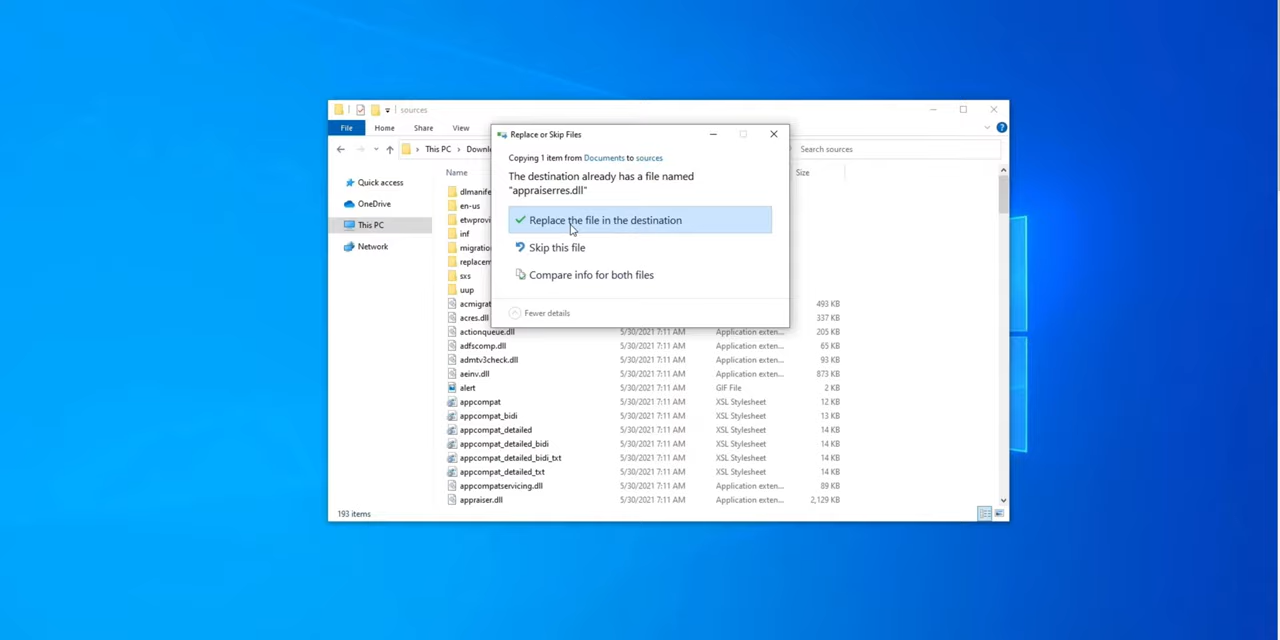 sources
File Home Share View
This PC > Downl
Search sources
Replace or Skip Files
Copying 1 item from Documents to sources
The destination already has a file named
"appraiserres.dll"
Replace the file in the destination
Skip this file
Compare info for both files
Fewer details
Quick access
OneDrive
This PC
Network
Name Size
dlmanife
en-us
etwprovi
inf
migratio
replacem
sxs
uup
acmigrat 493 KB
acres.dll 337 KB
actionqueue.dll 5/30/2021 7:11 AM Application exten... 205 KB
adfscomp.dll 5/30/2021 7:11 AM Application exten... 65 KB
admtv3check.dll 5/30/2021 7:11 AM Application exten... 93 KB
aeinv.dll 5/30/2021 7:11 AM Application exten... 873 KB
alert 5/30/2021 7:11 AM GIF File 2 KB
appcompat 5/30/2021 7:11 AM XSL Stylesheet 12 KB
appcompat_bidi 5/30/2021 7:11 AM XSL Stylesheet 13 KB
appcompat_detailed 5/30/2021 7:11 AM XSL Stylesheet 14 KB
appcompat_detailed_bidi 5/30/2021 7:11 AM XSL Stylesheet 14 KB
appcompat_detailed_bidi_txt 5/30/2021 7:11 AM XSL Stylesheet 14 KB
appcompat_detailed_txt 5/30/2021 7:11 AM XSL Stylesheet 14 KB
appcompatservicing.dll 5/30/2021 7:11 AM Application exten... 89 KB
appraiser.dll 5/30/2021 7:11 AM Application exten... 2,129 KB
193 items